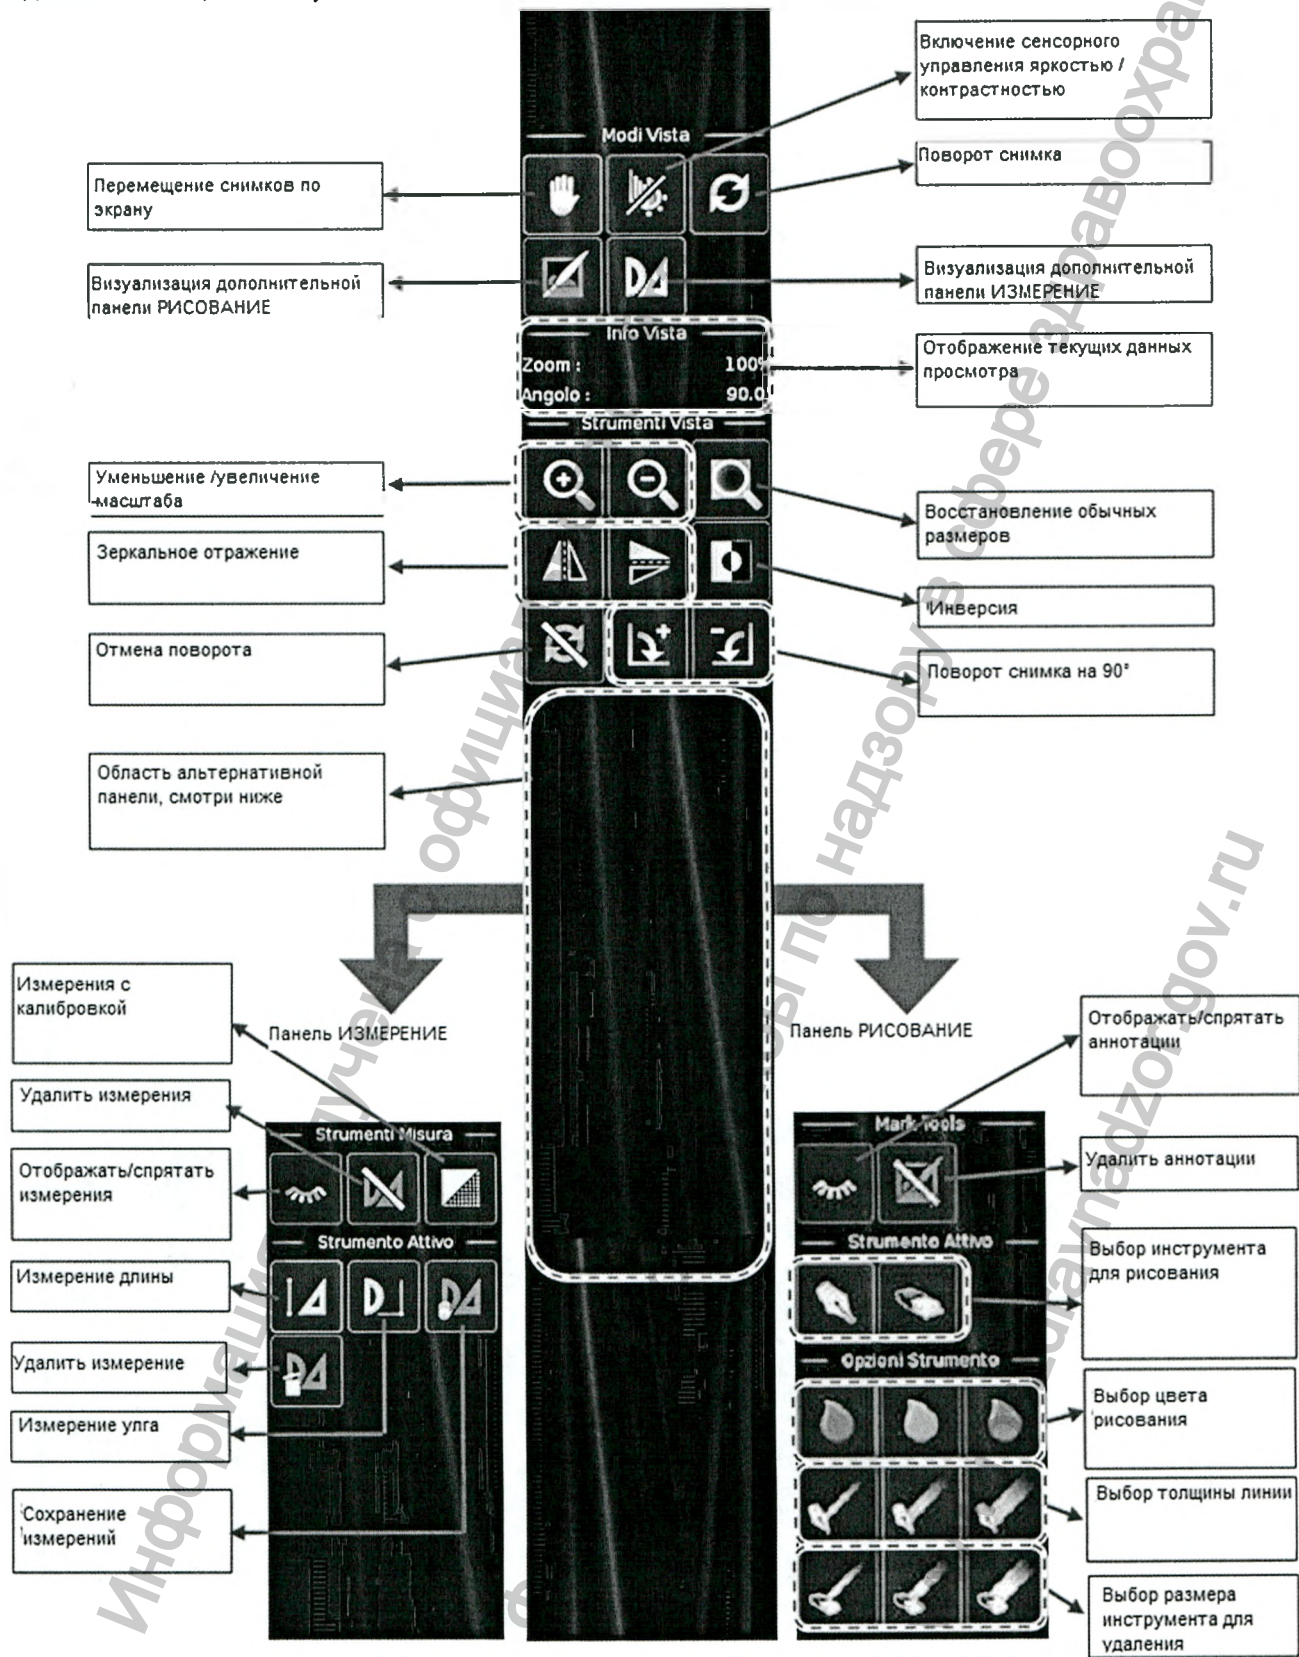 Включение сенсорного
управления яркостью /
контрастностью
Modi Vista
Поворот снимка
Перемещение снимков по
экрану
Визуализация дополнительной
панели РИСОВАНИЕ
Визуализация дополнительной
панели ИЗМЕРЕНИЕ
Info Vista
Zoom : 100%
Angolo : 90.0
Отображение текущих данных
просмотра
Strumenti Vista
Уменьшение /увеличение
-масштаба
Восстановление обычных
размеров
Зеркальное отражение
Инверсия
Отмена поворота
Поворот снимка на 90°
Область альтернативной
панели, смотри ниже
Панель ИЗМЕРЕНИЕ
Панель РИСОВАНИЕ
Измерения с
калибровкой
Удалить измерения
Отображать/спрятать
измерения
Измерение длины
Удалить измерение
Измерение улга
Сохранение
измерений
Strumenti Misura
Strumento Attivo
Mark Tools
Strumento Attivo
Opzioni Strumento
Отображать/спрятать
аннотации
Удалить аннотации
Выбор инструмента
для рисования
Выбор цвета
рисования
Выбор толщины линии
Выбор размера
инструмента для
удаления